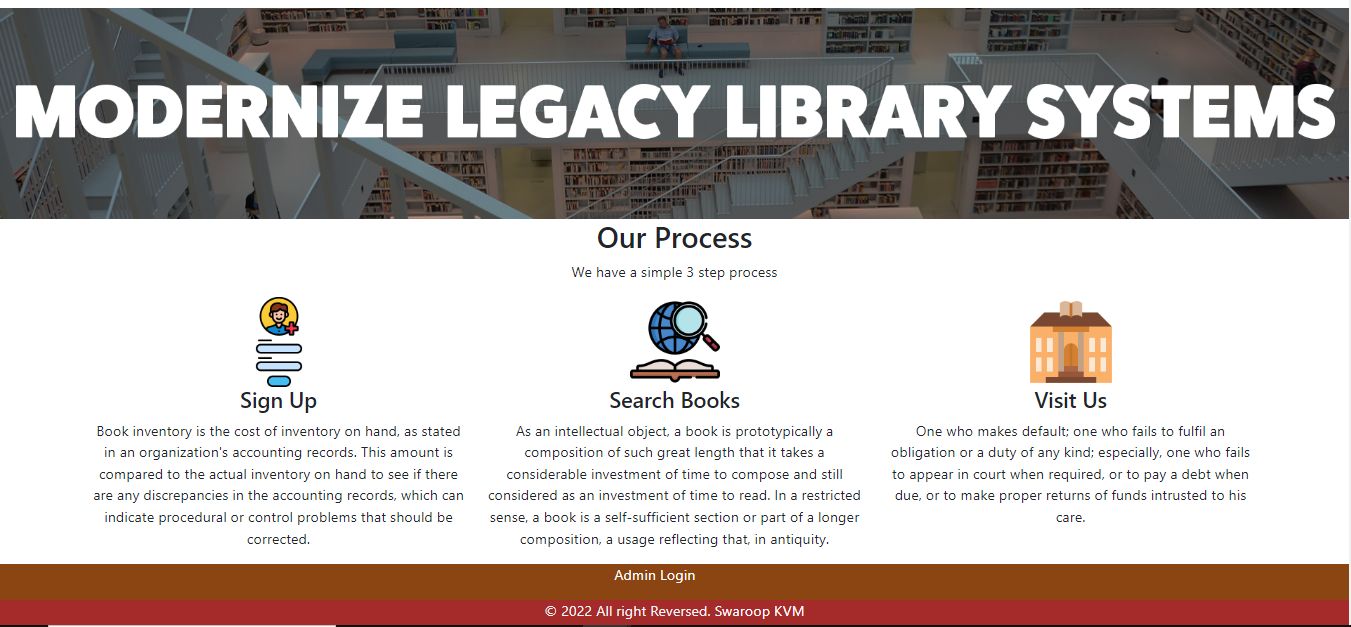 MODERNIZE LEGACY LIBRARY SYSTEMS
Our Process
We have a simple 3 step process
Sign Up
Book inventory is the cost of inventory on hand, as stated
in an organization's accounting records. This amount is
compared to the actual inventory on hand to see if there
are any discrepancies in the accounting records, which can
indicate procedural or control problems that should be
corrected.
Search Books
As an intellectual object, a book is prototypically a
composition of such great length that it takes a
considerable investment of time to compose and still
considered as an investment of time to read. In a restricted
sense, a book is a self-sufficient section or part of a longer
composition, a usage reflecting that, in antiquity.
Visit Us
One who makes default; one who fails to fulfil an
obligation or a duty of any kind; especially, one who fails
to appear in court when required, or to pay a debt when
due, or to make proper returns of funds intrusted to his
care.
Admin Login
© 2022 All right Reversed. Swaroop KVM